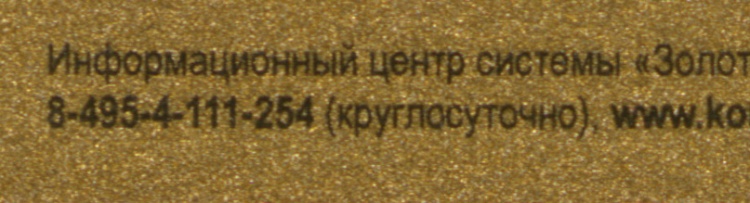 Информационный центр системы «Золот
8-495-4-111-254 (круглосуточно), www.ko